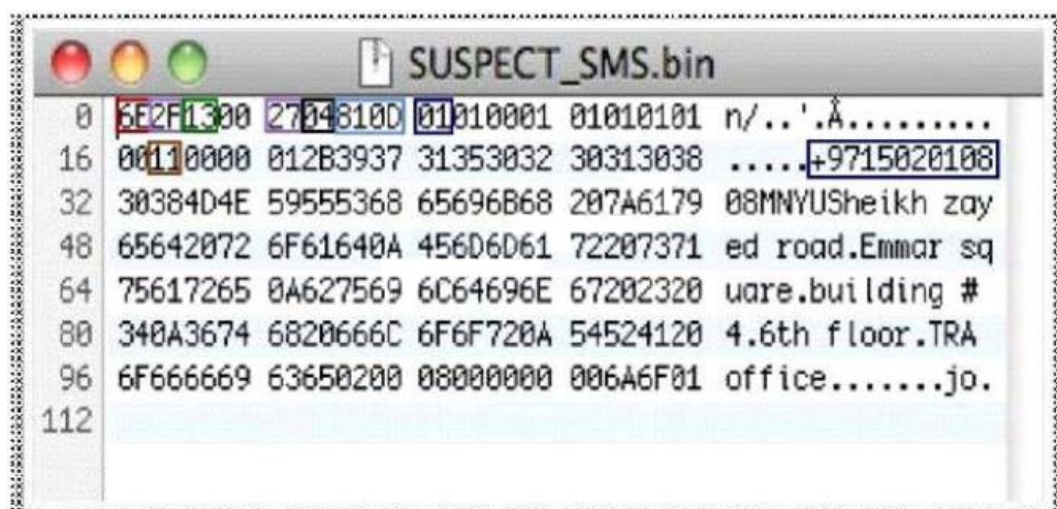 SUSPECT_SMS.bin
0 6E2F1300 2704810D 01010001 01010101 n/..'.Å.........
16 00110000 012B3937 31353032 30313038 .....+9715020108
32 30384D4E 59555368 65696B68 207A6179 08MNYUSheikh zay
48 65642072 6F61640A 456D6D61 72207371 ed road.Emmar sq
64 75617265 0A627569 6C64696E 67202320 uare.building #
80 340A3674 6820666C 6F6F720A 54524120 4.6th floor.TRA
96 6F666669 63650200 08000000 006A6F01 office.......jo.
112